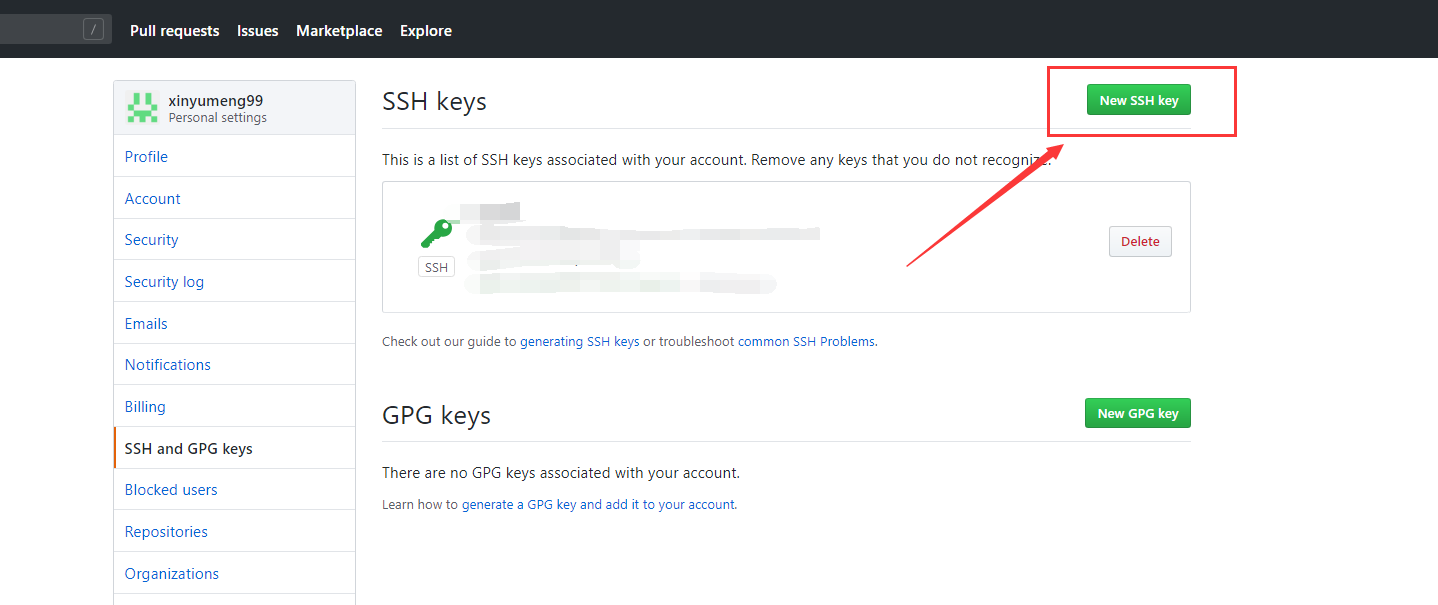 / Pull requests Issues Marketplace Explore
xinyumeng99
Personal settings
Profile
Account
Security
Security log
Emails
Notifications
Billing
SSH and GPG keys
Blocked users
Repositories
Organizations
SSH keys
New SSH key
This is a list of SSH keys associated with your account. Remove any keys that you do not recognize.
SSH
Delete
Check out our guide to generating SSH keys or troubleshoot common SSH Problems.
GPG keys
New GPG key
There are no GPG keys associated with your account.
Learn how to generate a GPG key and add it to your account.